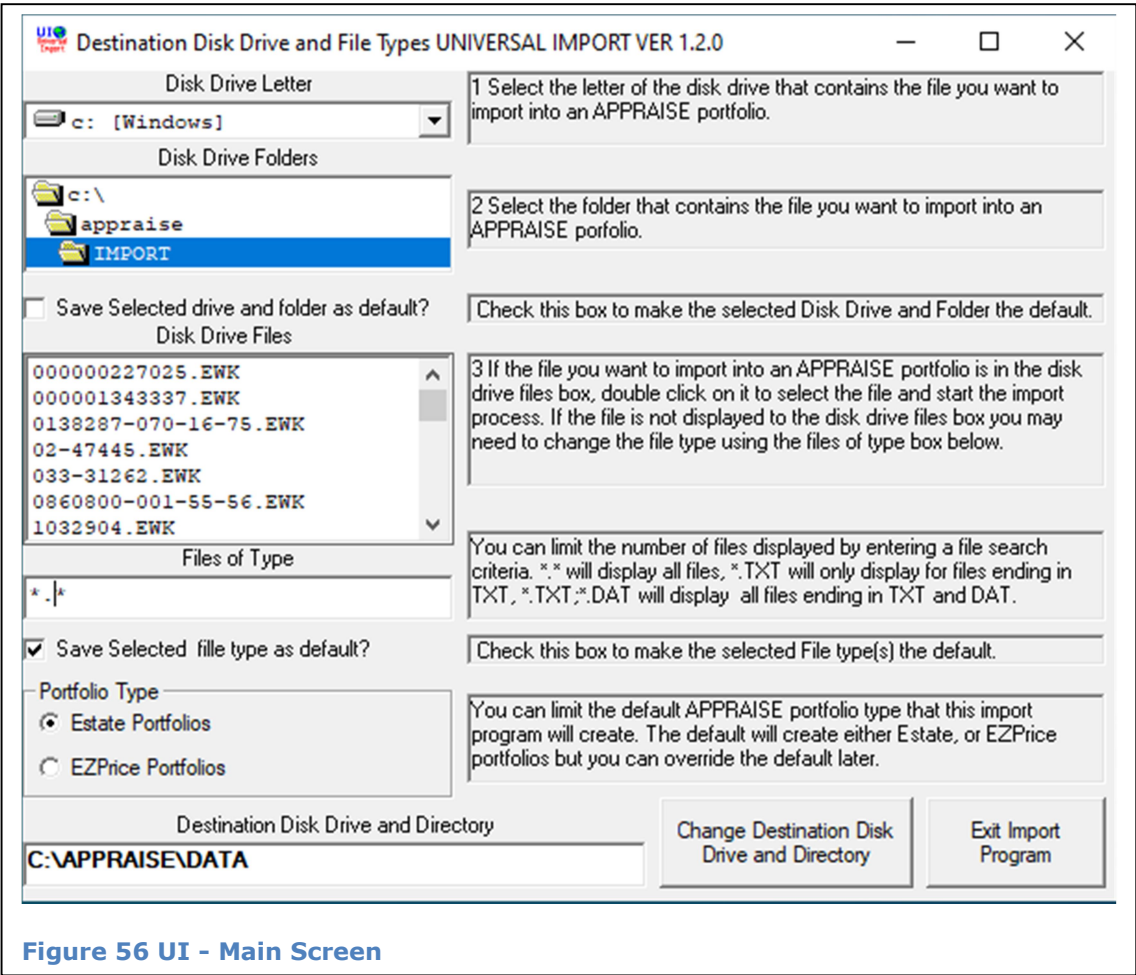 UI
Universal
Import
Destination Disk Drive and File Types UNIVERSAL IMPORT VER 1.2.0
Disk Drive Letter
c: [Windows]
1 Select the letter of the disk drive that contains the file you want to
import into an APPRAISE portfolio.
Disk Drive Folders
c:\
appraise
IMPORT
2 Select the folder that contains the file you want to import into an
APPRAISE porfolio.
Save Selected drive and folder as default?
Check this box to make the selected Disk Drive and Folder the default.
Disk Drive Files
000000227025.EWK
000001343337.EWK
0138287-070-16-75.EWK
02-47445.EWK
033-31262.EWK
0860800-001-55-56.EWK
1032904.EWK
3 If the file you want to import into an APPRAISE portfolio is in the disk
drive files box, double click on it to select the file and start the import
process. If the file is not displayed to the disk drive files box you may
need to change the file type using the files of type box below.
Files of Type
*.*
You can limit the number of files displayed by entering a file search
criteria. *.* will display all files, *.TXT will only display for files ending in
TXT, *.TXT;*.DAT will display  all files ending in TXT and DAT.
Save Selected  fille type as default?
Check this box to make the selected File type(s) the default.
Portfolio Type
Estate Portfolios
EZPrice Portfolios
You can limit the default APPRAISE portfolio type that this import
program will create. The default will create either Estate, or EZPrice
portfolios but you can override the default later.
Destination Disk Drive and Directory
C:\APPRAISE\DATA
Change Destination Disk
Drive and Directory
Exit Import
Program
Figure 56 UI - Main Screen